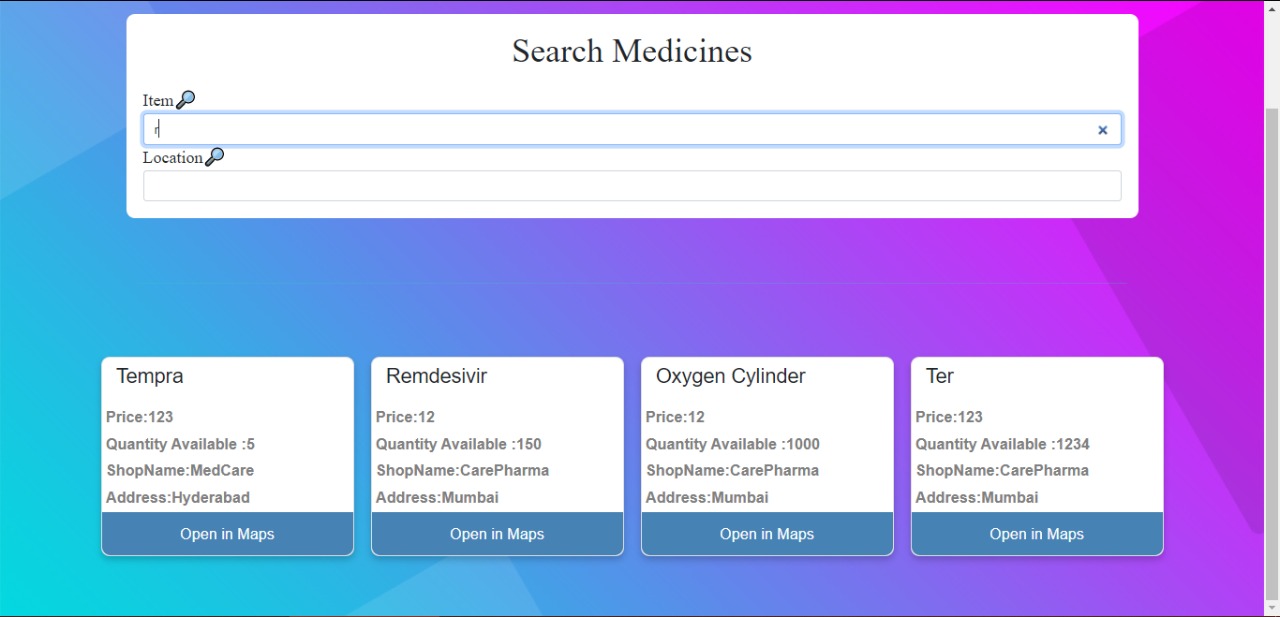 Search Medicines
Item
r
×
Location
Tempra
Price:123
Quantity Available :5
ShopName:MedCare
Address:Hyderabad
Open in Maps
Remdesivir
Price:12
Quantity Available :150
ShopName:CarePharma
Address:Mumbai
Open in Maps
Oxygen Cylinder
Price:12
Quantity Available :1000
ShopName:CarePharma
Address:Mumbai
Open in Maps
Ter
Price:123
Quantity Available :1234
ShopName:CarePharma
Address:Mumbai
Open in Maps